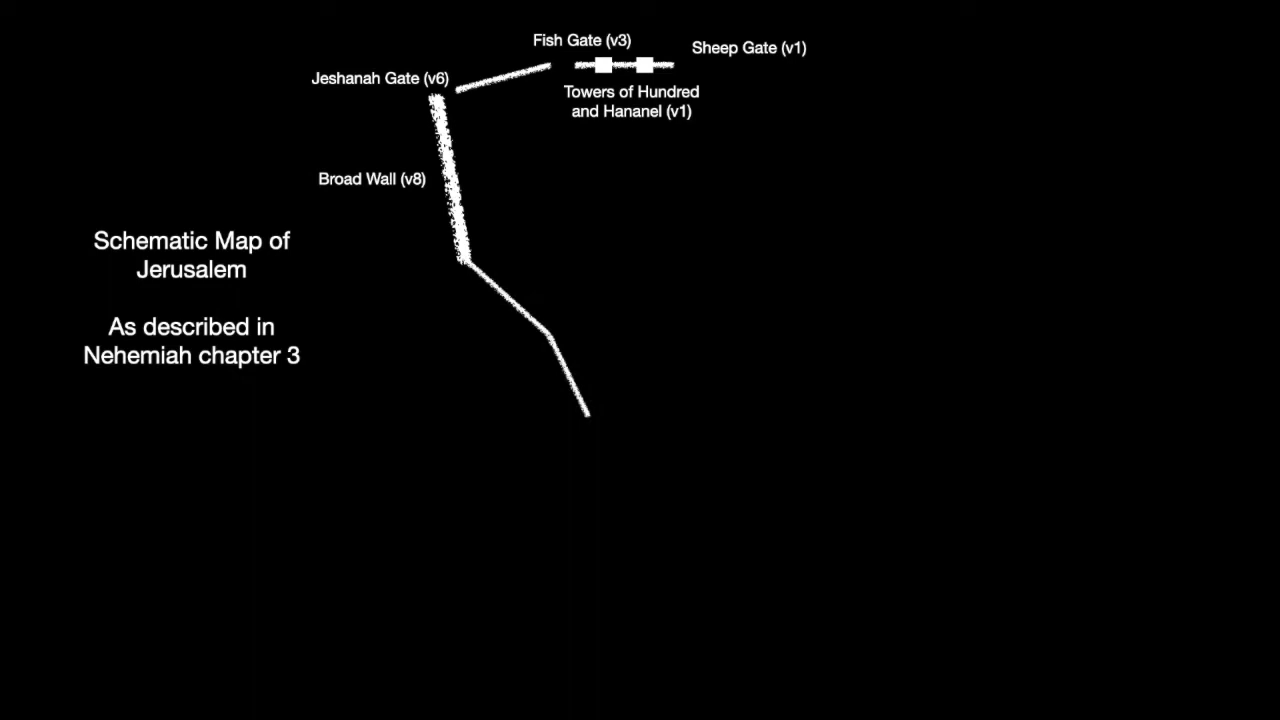 Fish Gate (v3)
Sheep Gate (v1)
Jeshanah Gate (v6)
Towers of Hundred
and Hananel (v1)
Broad Wall (v8)
Schematic Map of
Jerusalem
As described in
Nehemiah chapter 3